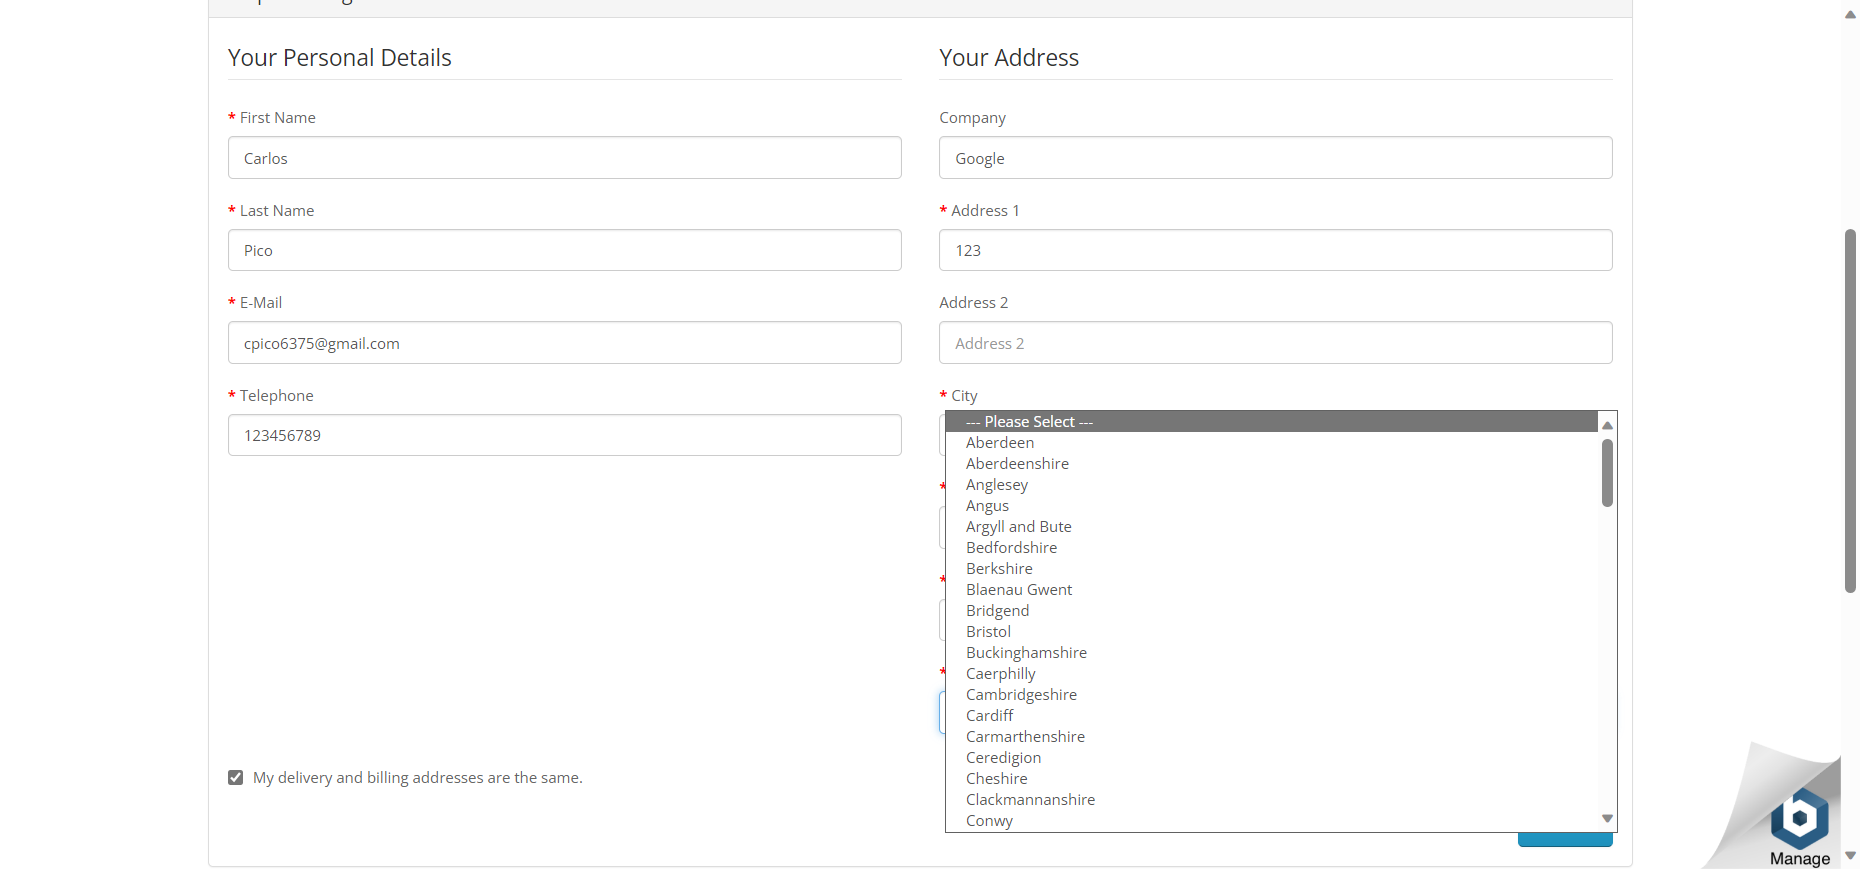 Your Personal Details
* First Name
Carlos
* Last Name
Pico
* E-Mail
cpico6375@gmail.com
* Telephone
123456789
My delivery and billing addresses are the same.
Your Address
Company
Google
* Address 1
123
Address 2
Address 2
* City
*
*
*
--- Please Select ---
Aberdeen
Aberdeenshire
Anglesey
Angus
Argyll and Bute
Bedfordshire
Berkshire
Blaenau Gwent
Bridgend
Bristol
Buckinghamshire
Caerphilly
Cambridgeshire
Cardiff
Carmarthenshire
Ceredigion
Cheshire
Clackmannanshire
Conwy
Manage